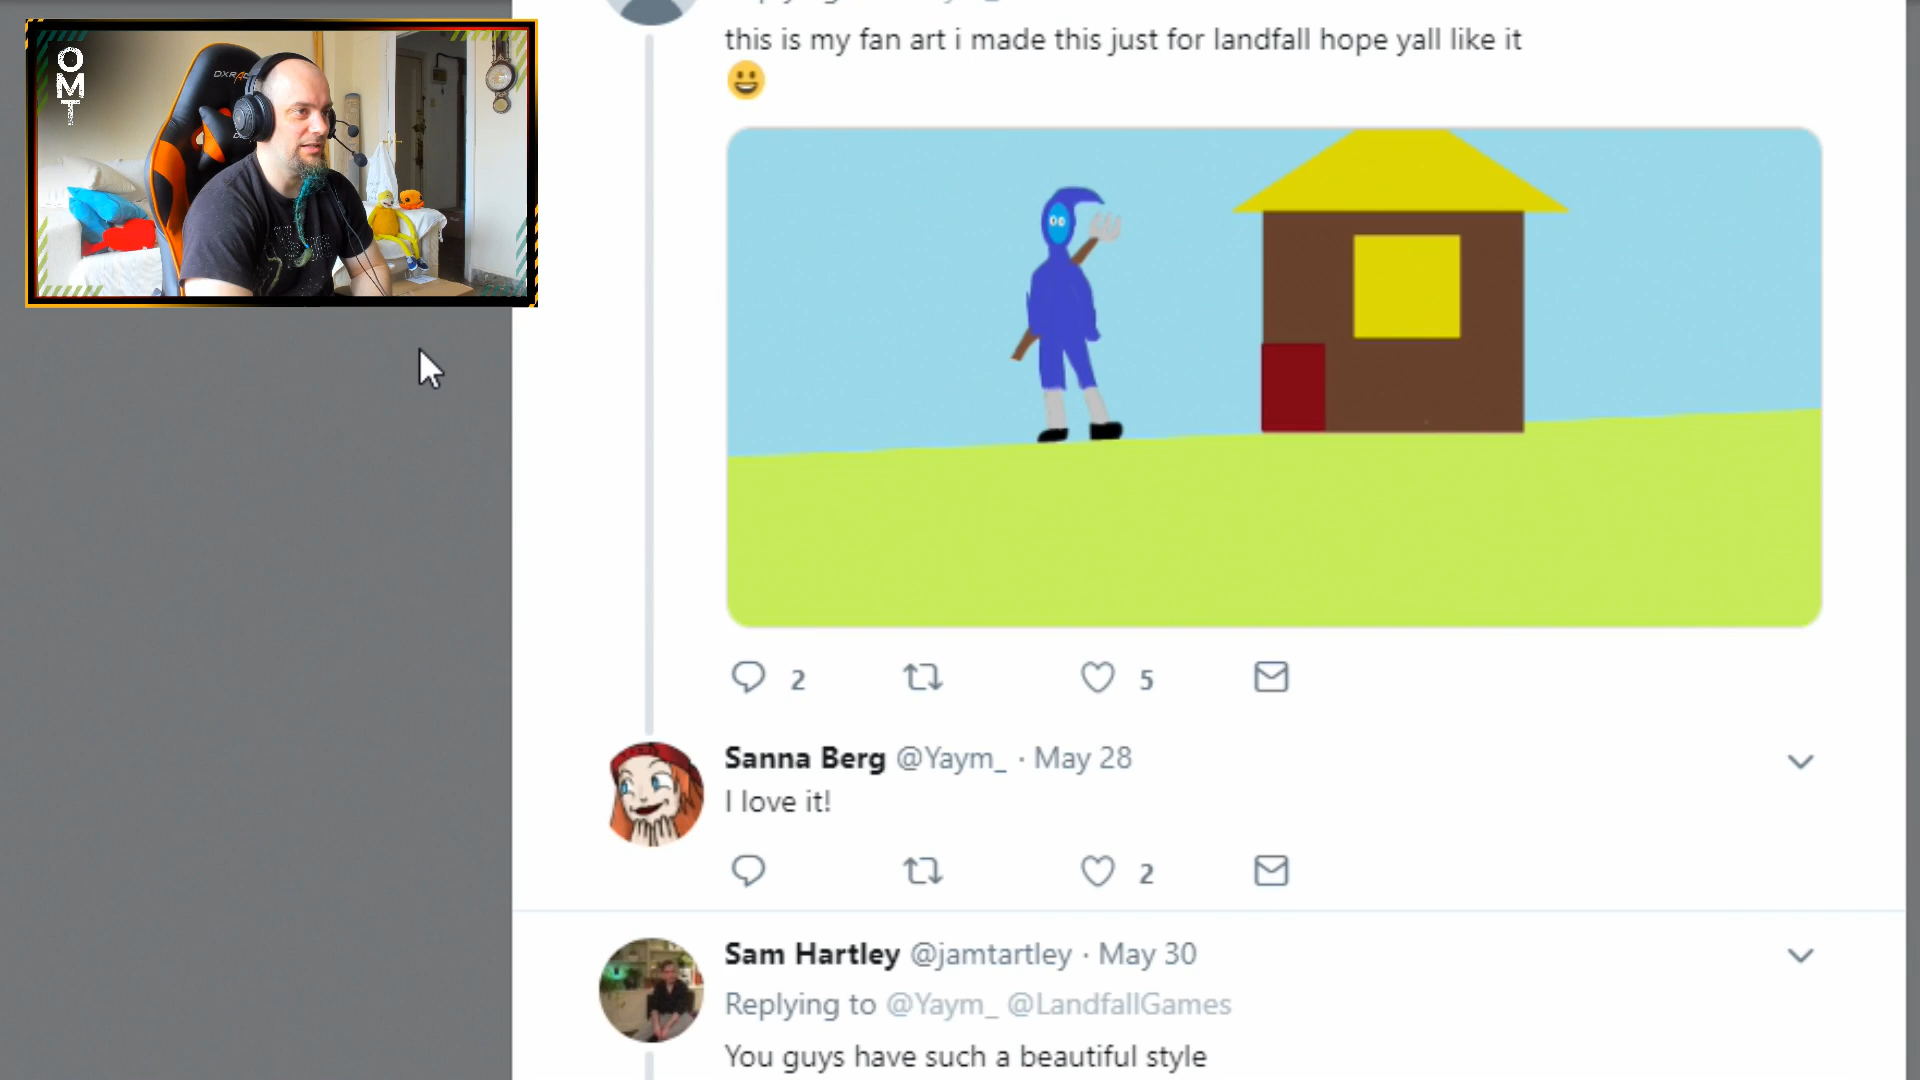 O
M
T
DXRA
this is my fan art i made this just for landfall hope yall like it
2
5
Sanna Berg @Yaym_ · May 28
I love it!
2
Sam Hartley @jamtartley · May 30
Replying to @Yaym_ @LandfallGames
You guys have such a beautiful style